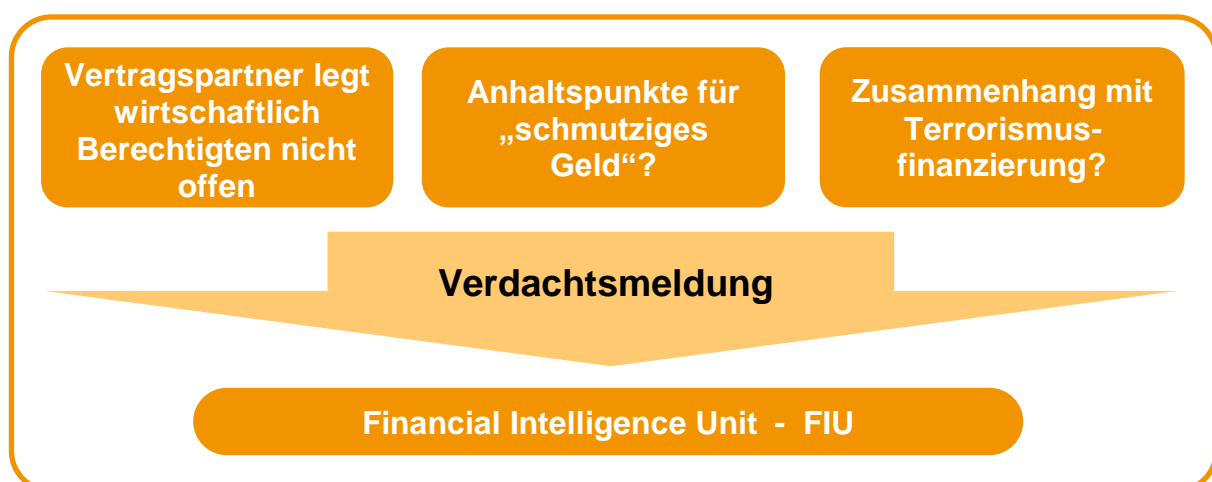 Vertragspartner legt
wirtschaftlich
Berechtigten nicht
offen
Anhaltspunkte für
„schmutziges
Geld“?
Zusammenhang mit
Terrorismus-
finanzierung?
Verdachtsmeldung
Financial Intelligence Unit - FIU